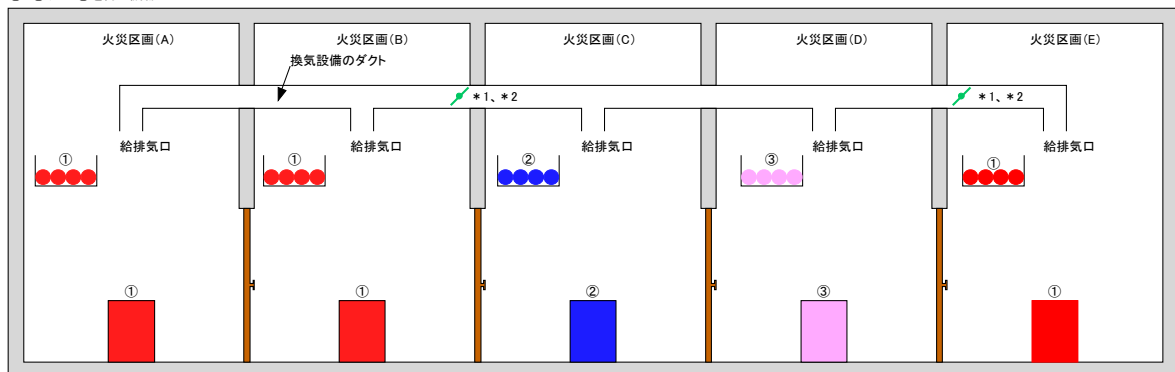 火災区画(A) 火災区画(B) 火災区画(C) 火災区画(D) 火災区画(E)
換気設備のダクト
*1、*2 *1、*2
給排気口 給排気口 給排気口 給排気口 給排気口
① ① ② ③ ①
① ① ② ③ ①